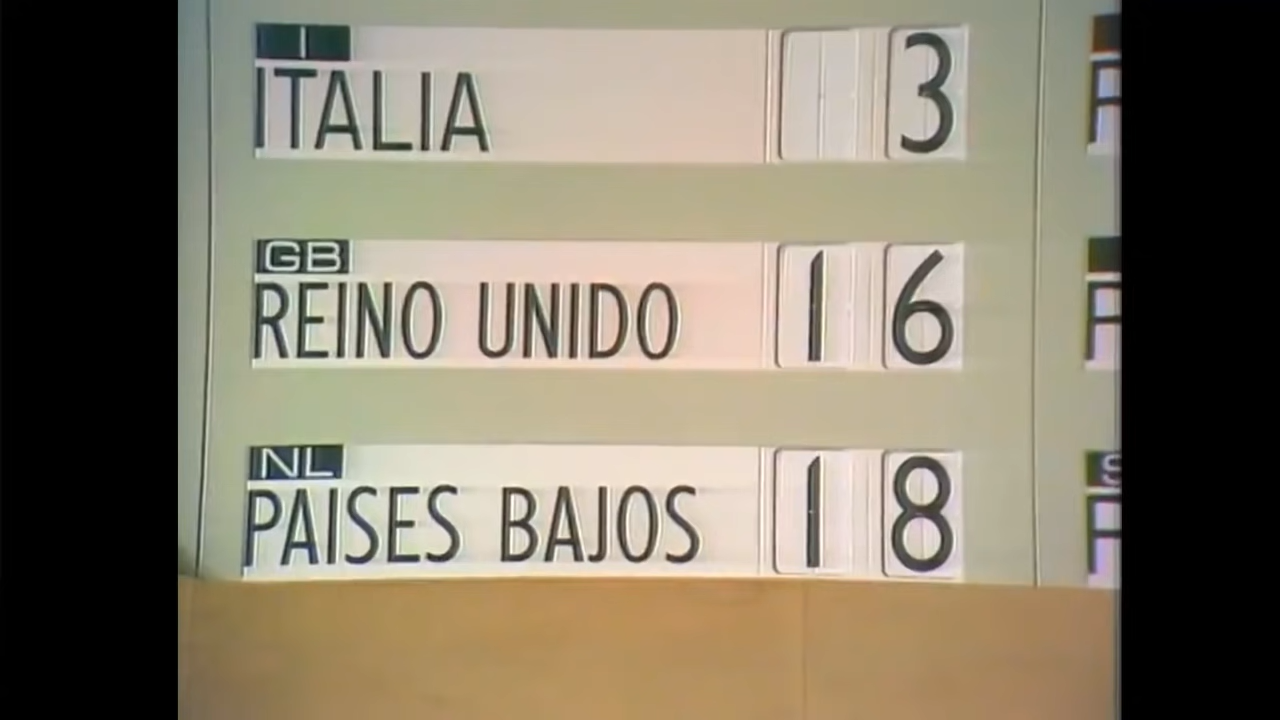 I
ITALIA 3
GB
REINO UNIDO 16
NL
PAISES BAJOS 18